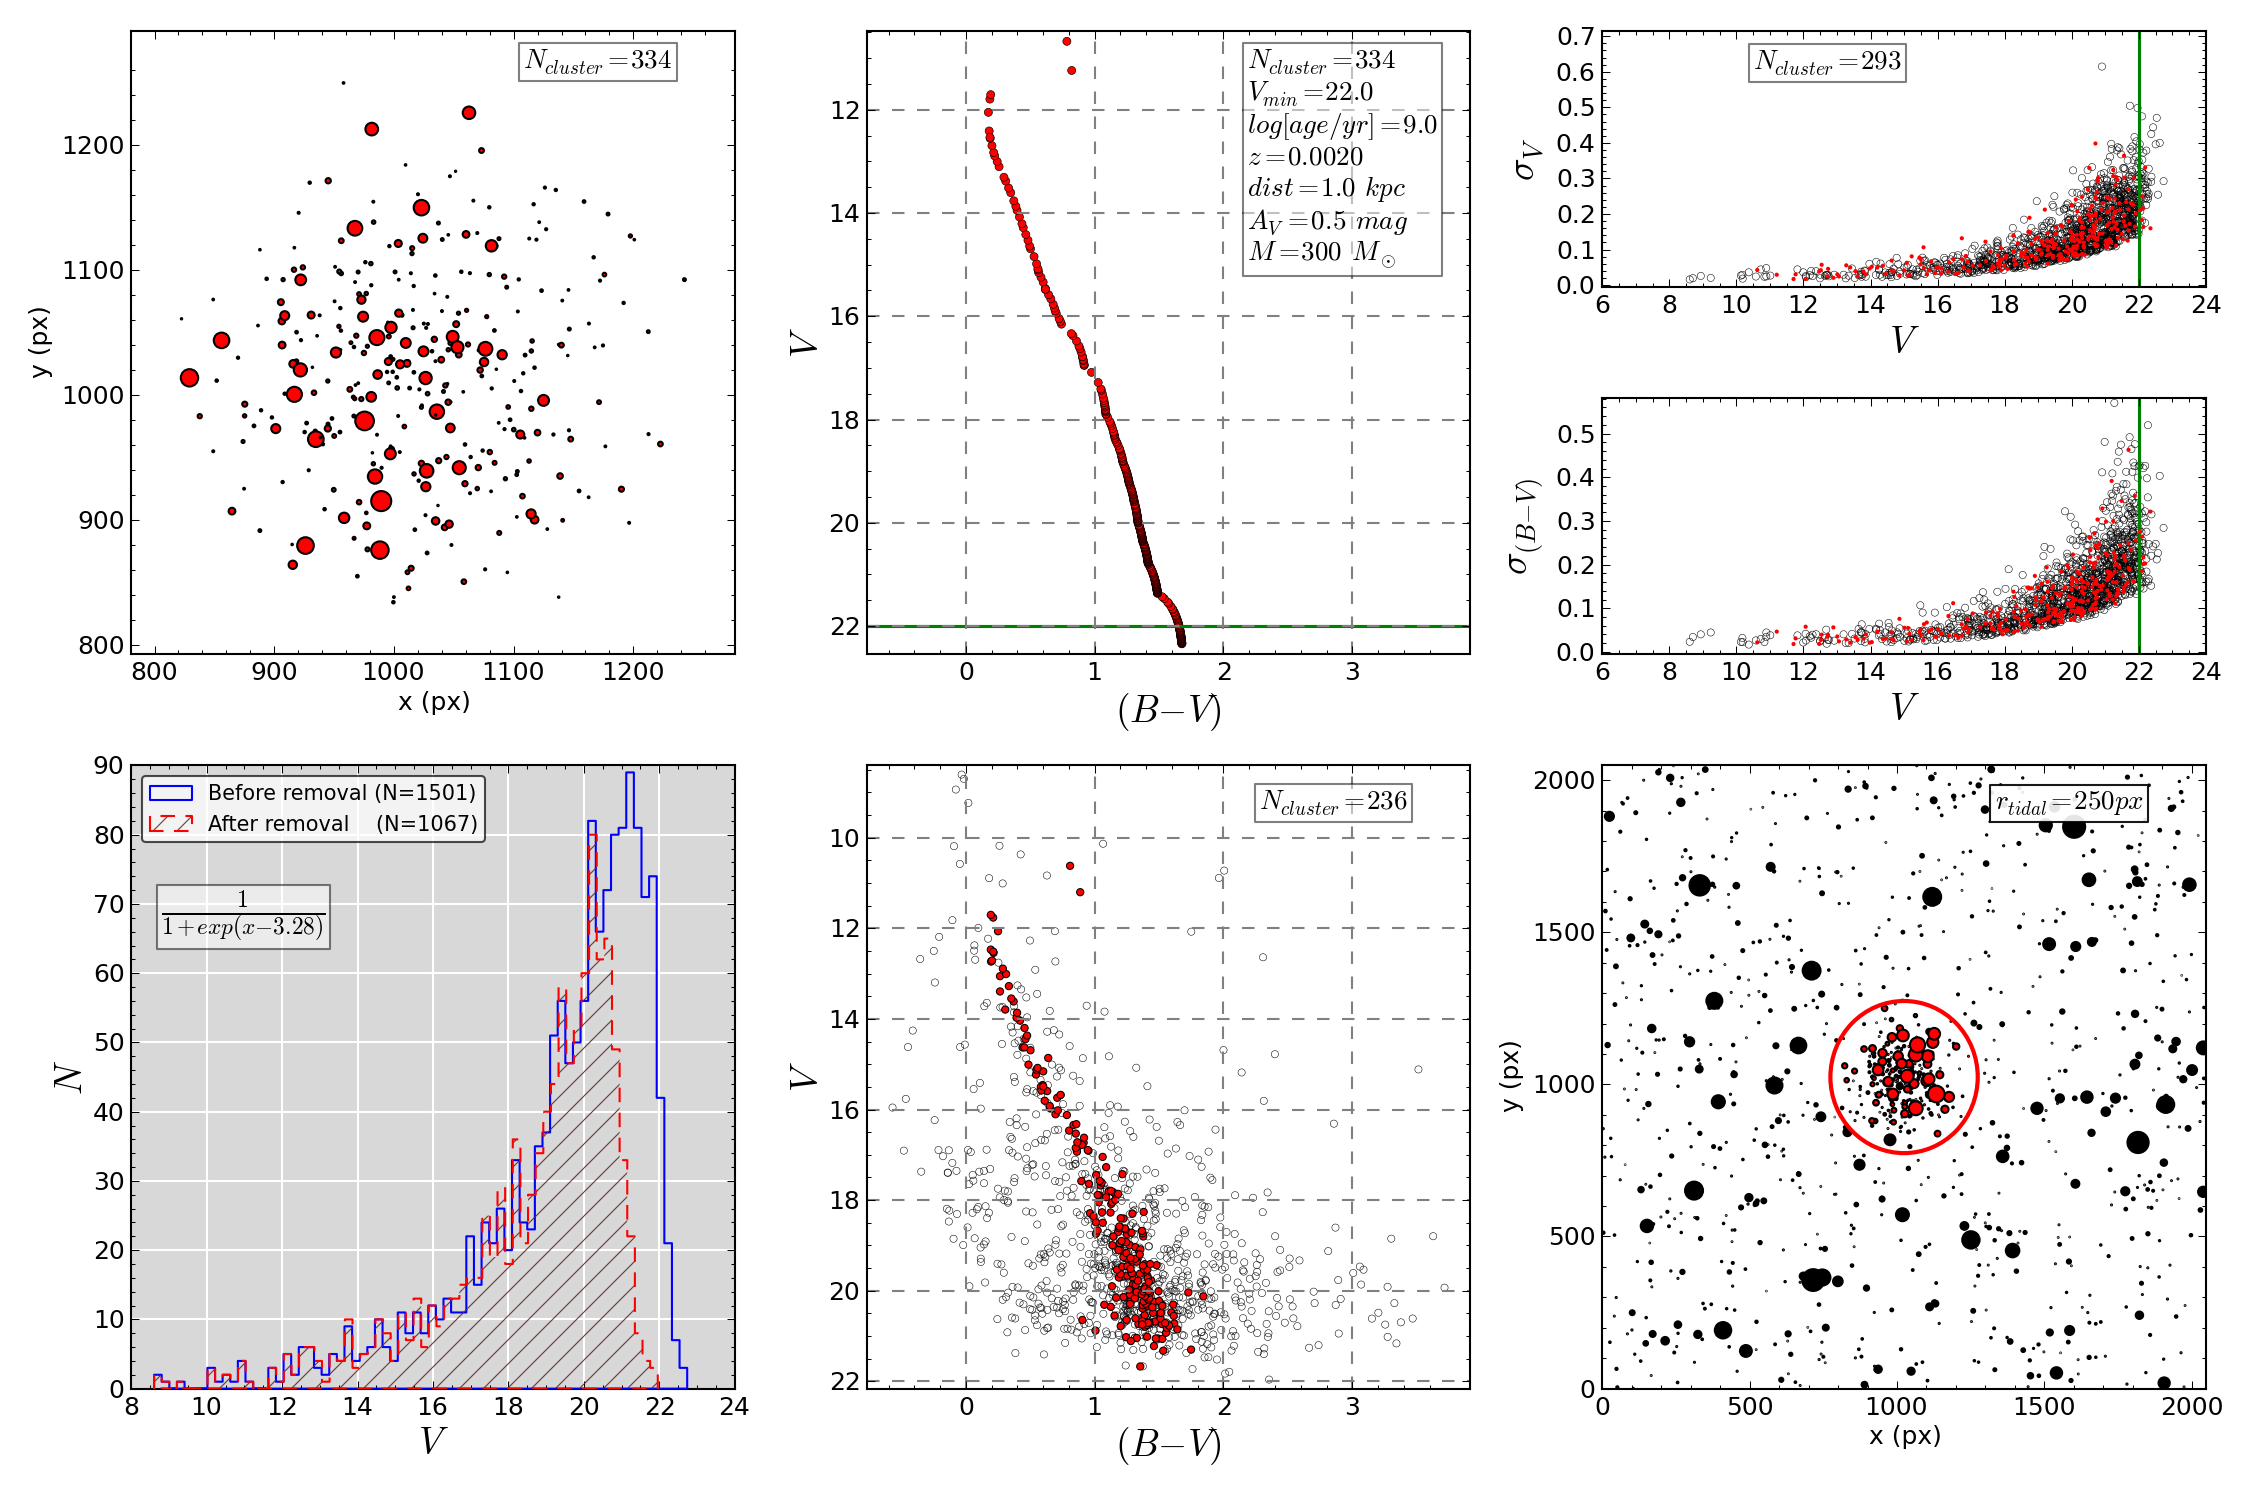 N_cluster=334
1200
1100
1000
900
800
y (px)
800 900 1000 1100 1200
x (px)
N_cluster=334
V_min=22.0
log[age/yr]=9.0
z=0.0020
dist=1.0 kpc
A_V=0.5 mag
M=300 M_⊙
12
14
16
18
20
22
V
0 1 2 3
(B−V)
N_cluster=293
0.7
0.6
0.5
0.4
0.3
0.2
0.1
0.0
σ_V
6 8 10 12 14 16 18 20 22 24
V
0.5
0.4
0.3
0.2
0.1
0.0
σ_(B−V)
6 8 10 12 14 16 18 20 22 24
V
Before removal (N=1501)
After removal (N=1067)
1
1+exp(x−3.28)
90
80
70
60
50
40
30
20
10
0
N
8 10 12 14 16 18 20 22 24
V
N_cluster=236
10
12
14
16
18
20
22
V
0 1 2 3
(B−V)
r_tidal=250px
2000
1500
1000
500
0
y (px)
0 500 1000 1500 2000
x (px)